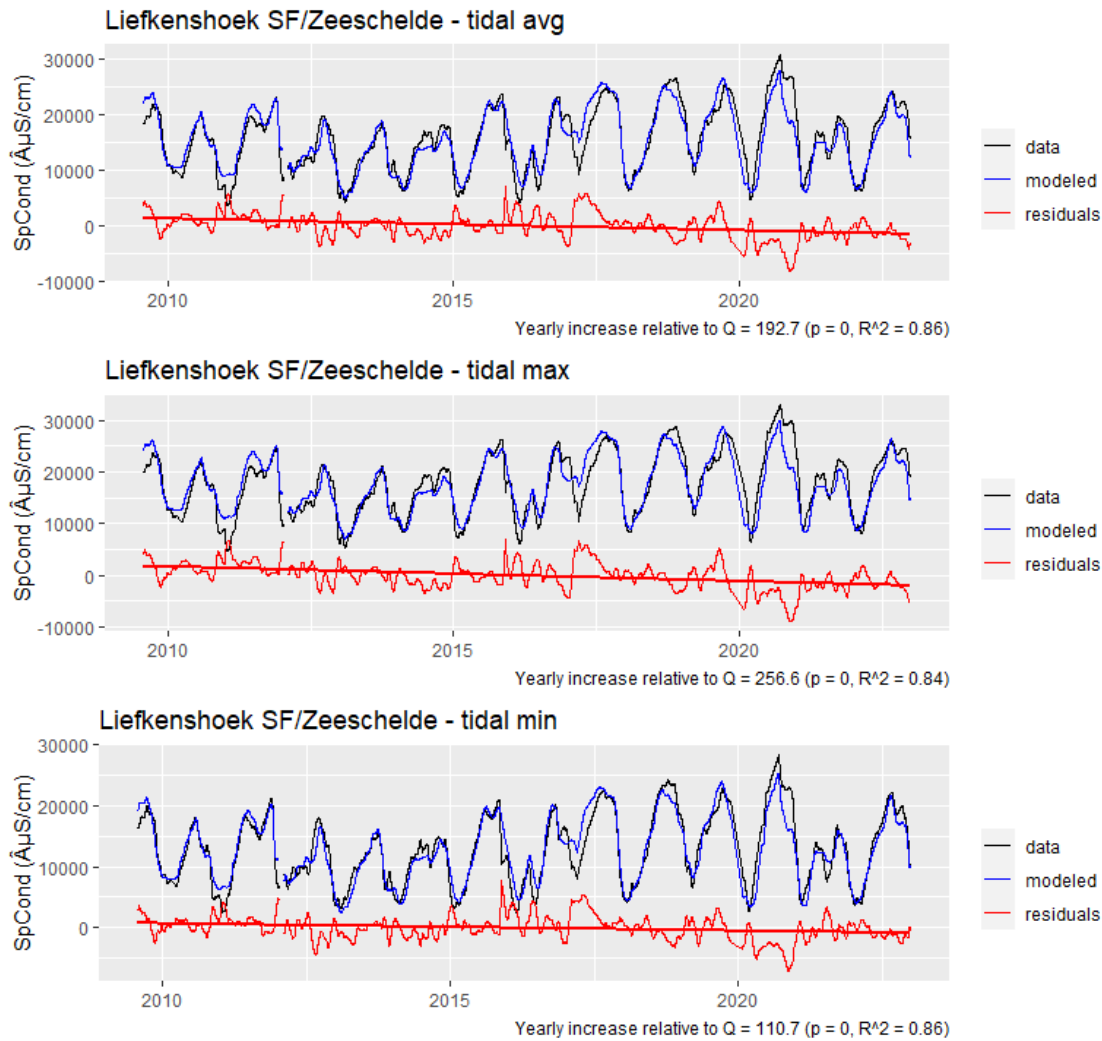 Liefkenshoek SF/Zeeschelde - tidal avg
SpCond (ÂµS/cm)
30000
20000
10000
0
-10000
2010
2015
2020
data
modeled
residuals
Yearly increase relative to Q = 192.7 (p = 0, R^2 = 0.86)
Liefkenshoek SF/Zeeschelde - tidal max
SpCond (ÂµS/cm)
30000
20000
10000
0
-10000
2010
2015
2020
data
modeled
residuals
Yearly increase relative to Q = 256.6 (p = 0, R^2 = 0.84)
Liefkenshoek SF/Zeeschelde - tidal min
SpCond (ÂµS/cm)
30000
20000
10000
0
2010
2015
2020
data
modeled
residuals
Yearly increase relative to Q = 110.7 (p = 0, R^2 = 0.86)